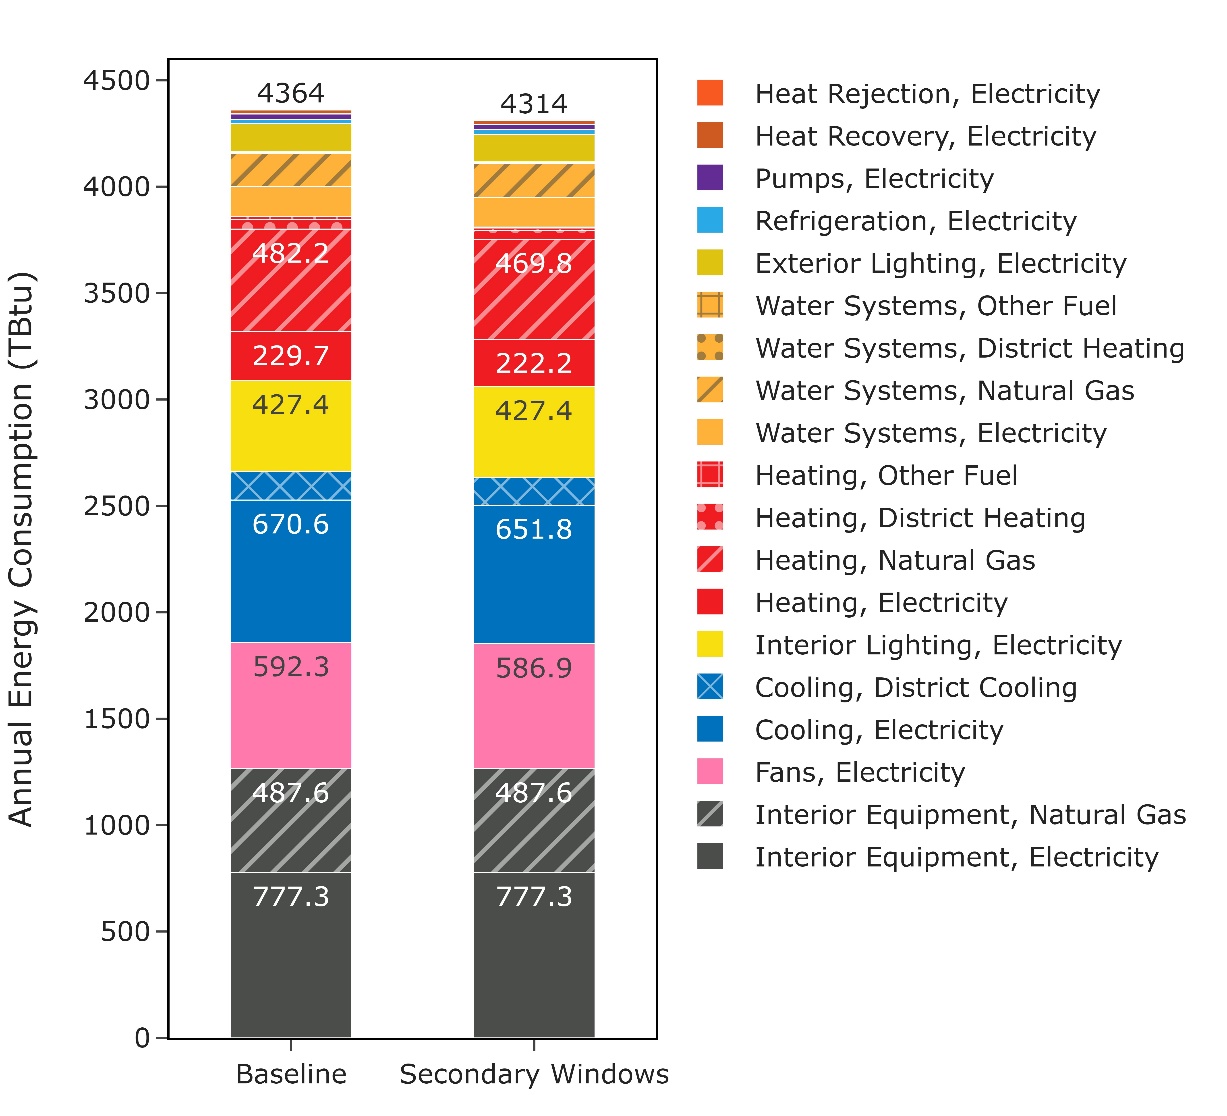 Annual Energy Consumption (TBtu)
4500
4000
3500
3000
2500
2000
1500
1000
500
0
4364
482.2
229.7
427.4
670.6
592.3
487.6
777.3
Baseline
4314
469.8
222.2
427.4
651.8
586.9
487.6
777.3
Secondary Windows
Heat Rejection, Electricity
Heat Recovery, Electricity
Pumps, Electricity
Refrigeration, Electricity
Exterior Lighting, Electricity
Water Systems, Other Fuel
Water Systems, District Heating
Water Systems, Natural Gas
Water Systems, Electricity
Heating, Other Fuel
Heating, District Heating
Heating, Natural Gas
Heating, Electricity
Interior Lighting, Electricity
Cooling, District Cooling
Cooling, Electricity
Fans, Electricity
Interior Equipment, Natural Gas
Interior Equipment, Electricity